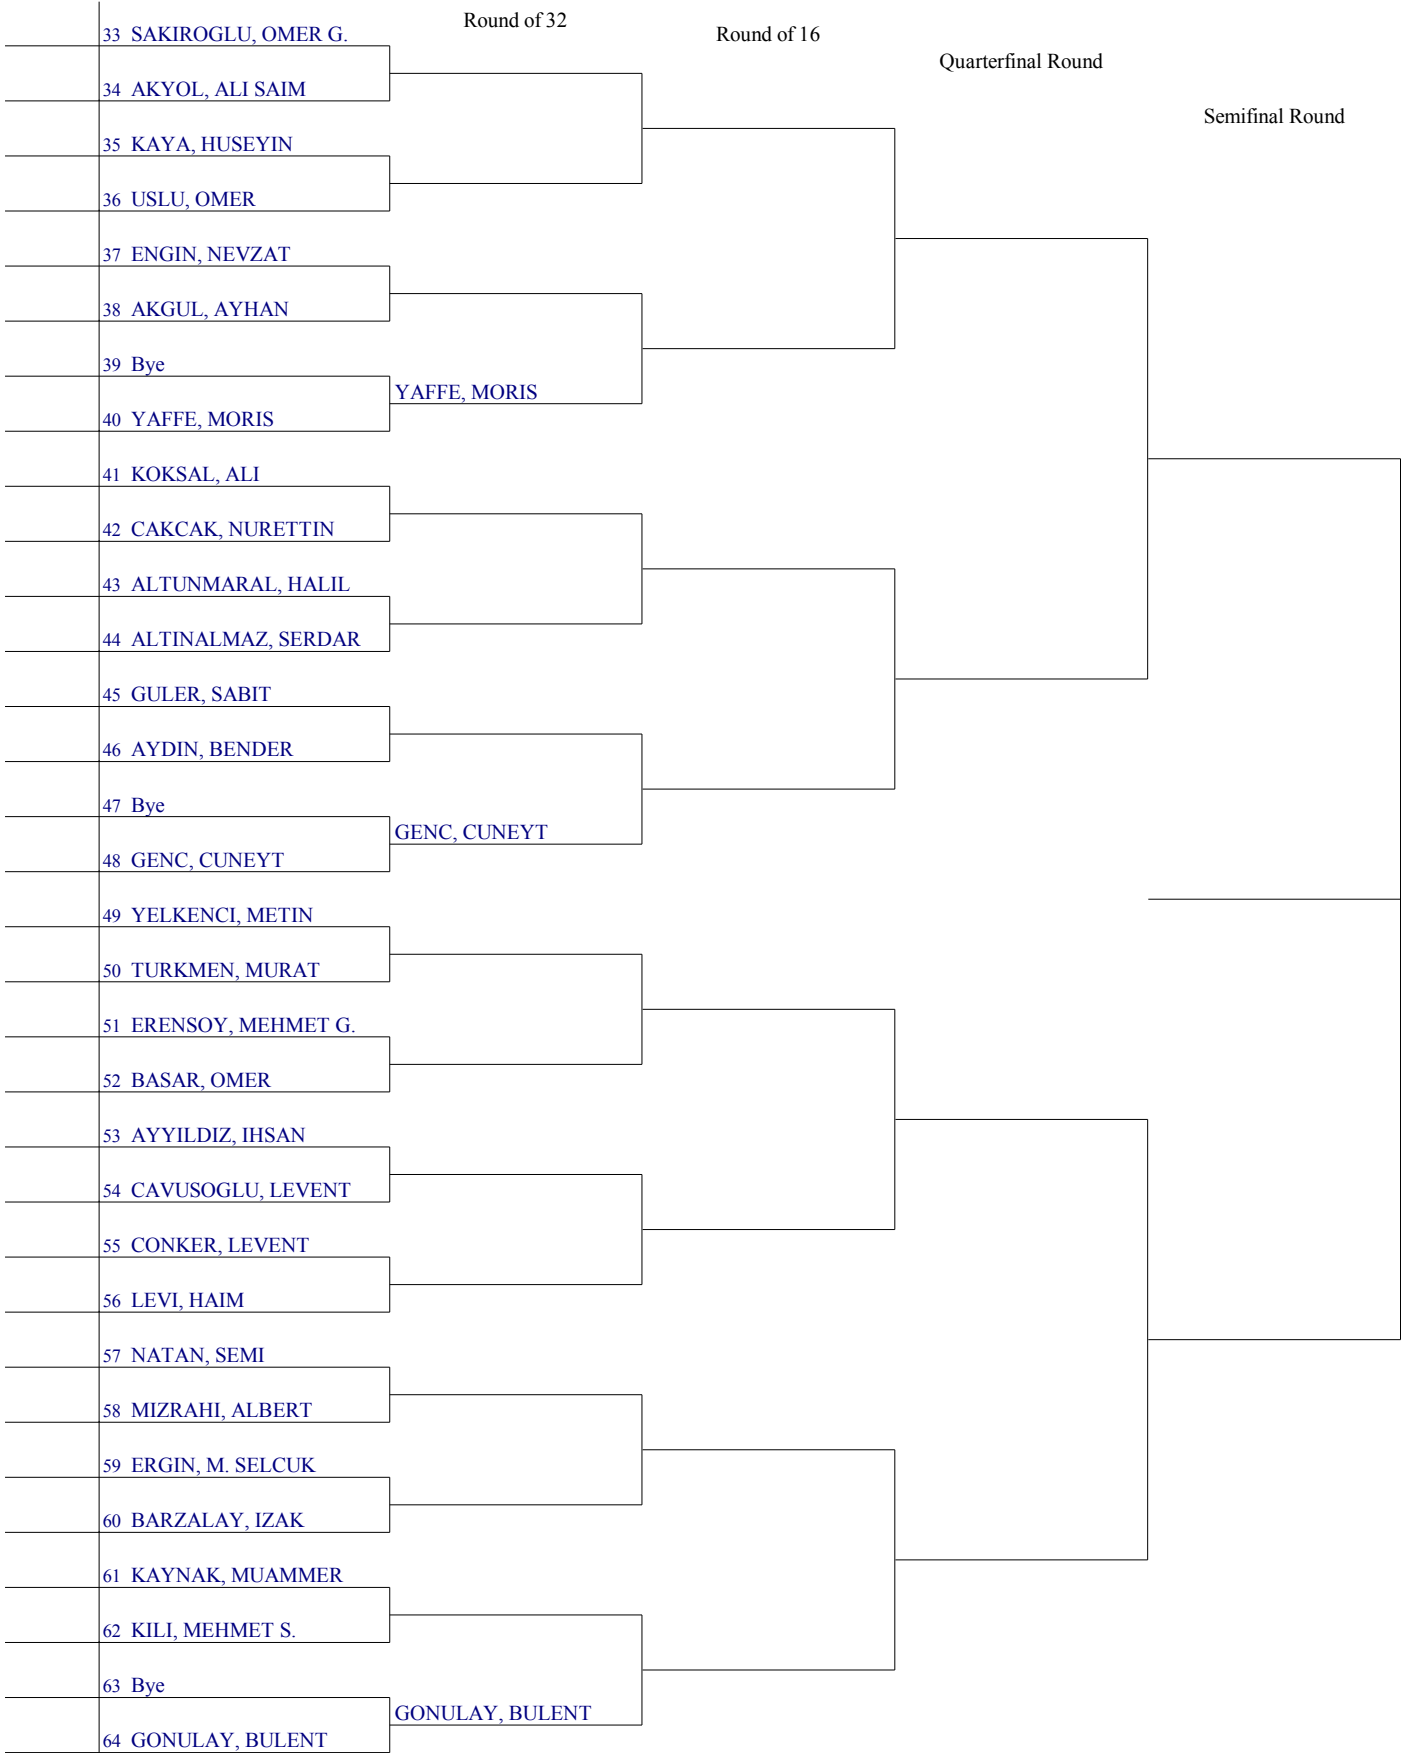 Round of 32
Round of 16
Quarterfinal Round
Semifinal Round
33 SAKIROGLU, OMER G.
34 AKYOL, ALI SAIM
35 KAYA, HUSEYIN
36 USLU, OMER
37 ENGIN, NEVZAT
38 AKGUL, AYHAN
39 Bye
YAFFE, MORIS
40 YAFFE, MORIS
41 KOKSAL, ALI
42 CAKCAK, NURETTIN
43 ALTUNMARAL, HALIL
44 ALTINALMAZ, SERDAR
45 GULER, SABIT
46 AYDIN, BENDER
47 Bye
GENC, CUNEYT
48 GENC, CUNEYT
49 YELKENCI, METIN
50 TURKMEN, MURAT
51 ERENSOY, MEHMET G.
52 BASAR, OMER
53 AYYILDIZ, IHSAN
54 CAVUSOGLU, LEVENT
55 CONKER, LEVENT
56 LEVI, HAIM
57 NATAN, SEMI
58 MIZRAHI, ALBERT
59 ERGIN, M. SELCUK
60 BARZALAY, IZAK
61 KAYNAK, MUAMMER
62 KILI, MEHMET S.
63 Bye
GONULAY, BULENT
64 GONULAY, BULENT